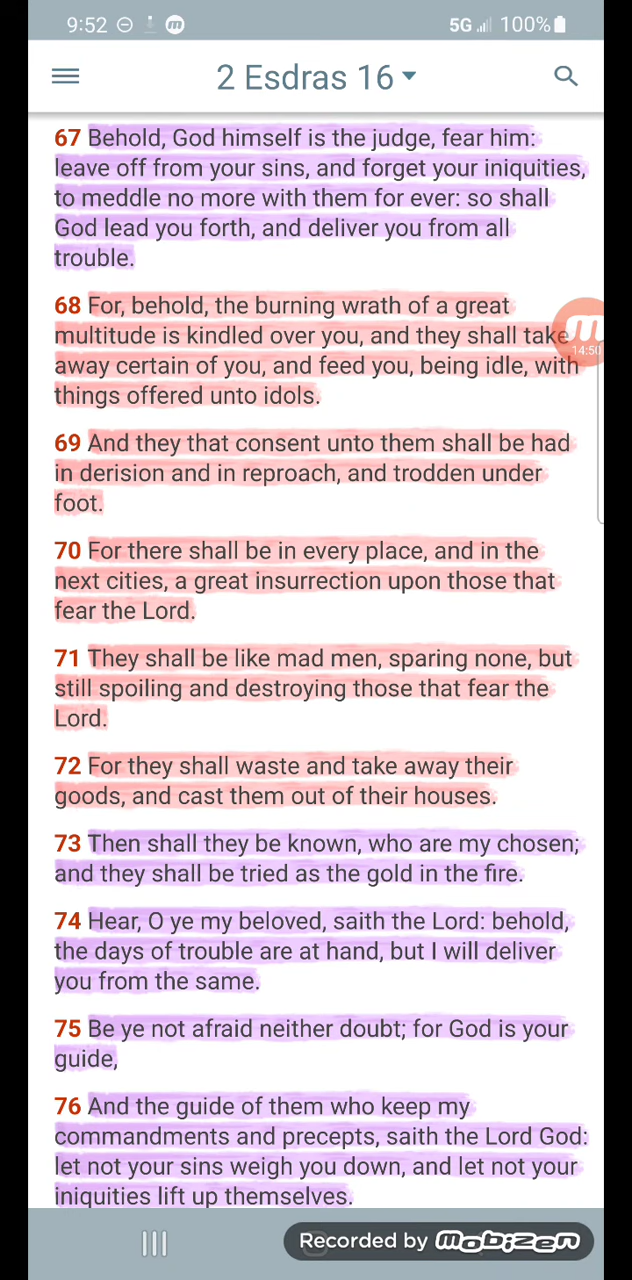 9:52 m 5G 100%
2 Esdras 16
67 Behold, God himself is the judge, fear him:
leave off from your sins, and forget your iniquities,
to meddle no more with them for ever: so shall
God lead you forth, and deliver you from all
trouble.
68 For, behold, the burning wrath of a great
multitude is kindled over you, and they shall take
away certain of you, and feed you, being idle, with
things offered unto idols.
m
14:50
69 And they that consent unto them shall be had
in derision and in reproach, and trodden under
foot.
70 For there shall be in every place, and in the
next cities, a great insurrection upon those that
fear the Lord.
71 They shall be like mad men, sparing none, but
still spoiling and destroying those that fear the
Lord.
72 For they shall waste and take away their
goods, and cast them out of their houses.
73 Then shall they be known, who are my chosen;
and they shall be tried as the gold in the fire.
74 Hear, O ye my beloved, saith the Lord: behold,
the days of trouble are at hand, but I will deliver
you from the same.
75 Be ye not afraid neither doubt; for God is your
guide,
76 And the guide of them who keep my
commandments and precepts, saith the Lord God:
let not your sins weigh you down, and let not your
iniquities lift up themselves.
Recorded by mobizen